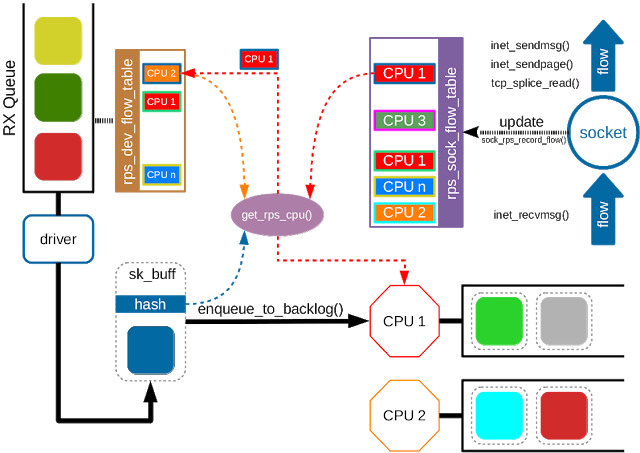 RX Queue
rps_dev_flow_table
CPU 2
CPU 1
CPU n
CPU 1
rps_sock_flow_table
CPU 1
CPU 3
CPU 1
CPU n
CPU 2
inet_sendmsg()
inet_sendpage()
tcp_splice_read()
flow
update
sock_rps_record_flow()
socket
inet_recvmsg()
flow
get_rps_cpu()
driver
sk_buff
hash
enqueue_to_backlog()
CPU 1
CPU 2